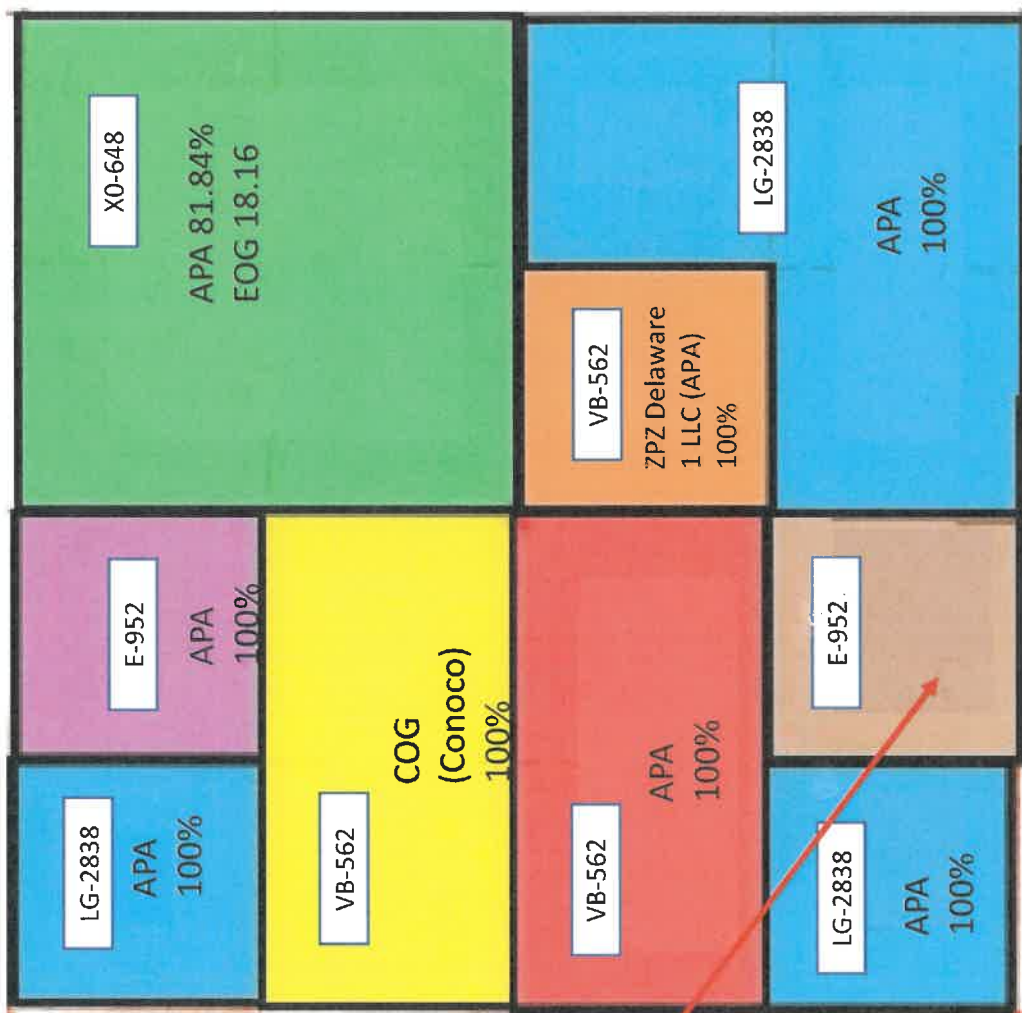 LG-2838
APA
100%
E-952
APA
100%
X0-648
APA 81.84%
EOG 18.16
VB-562
COG
(Conoco)
100%
VB-562
APA
100%
VB-562
ZPZ Delaware
1 LLC (APA)
100%
LG-2838
APA
100%
LG-2838
APA
100%
E-952